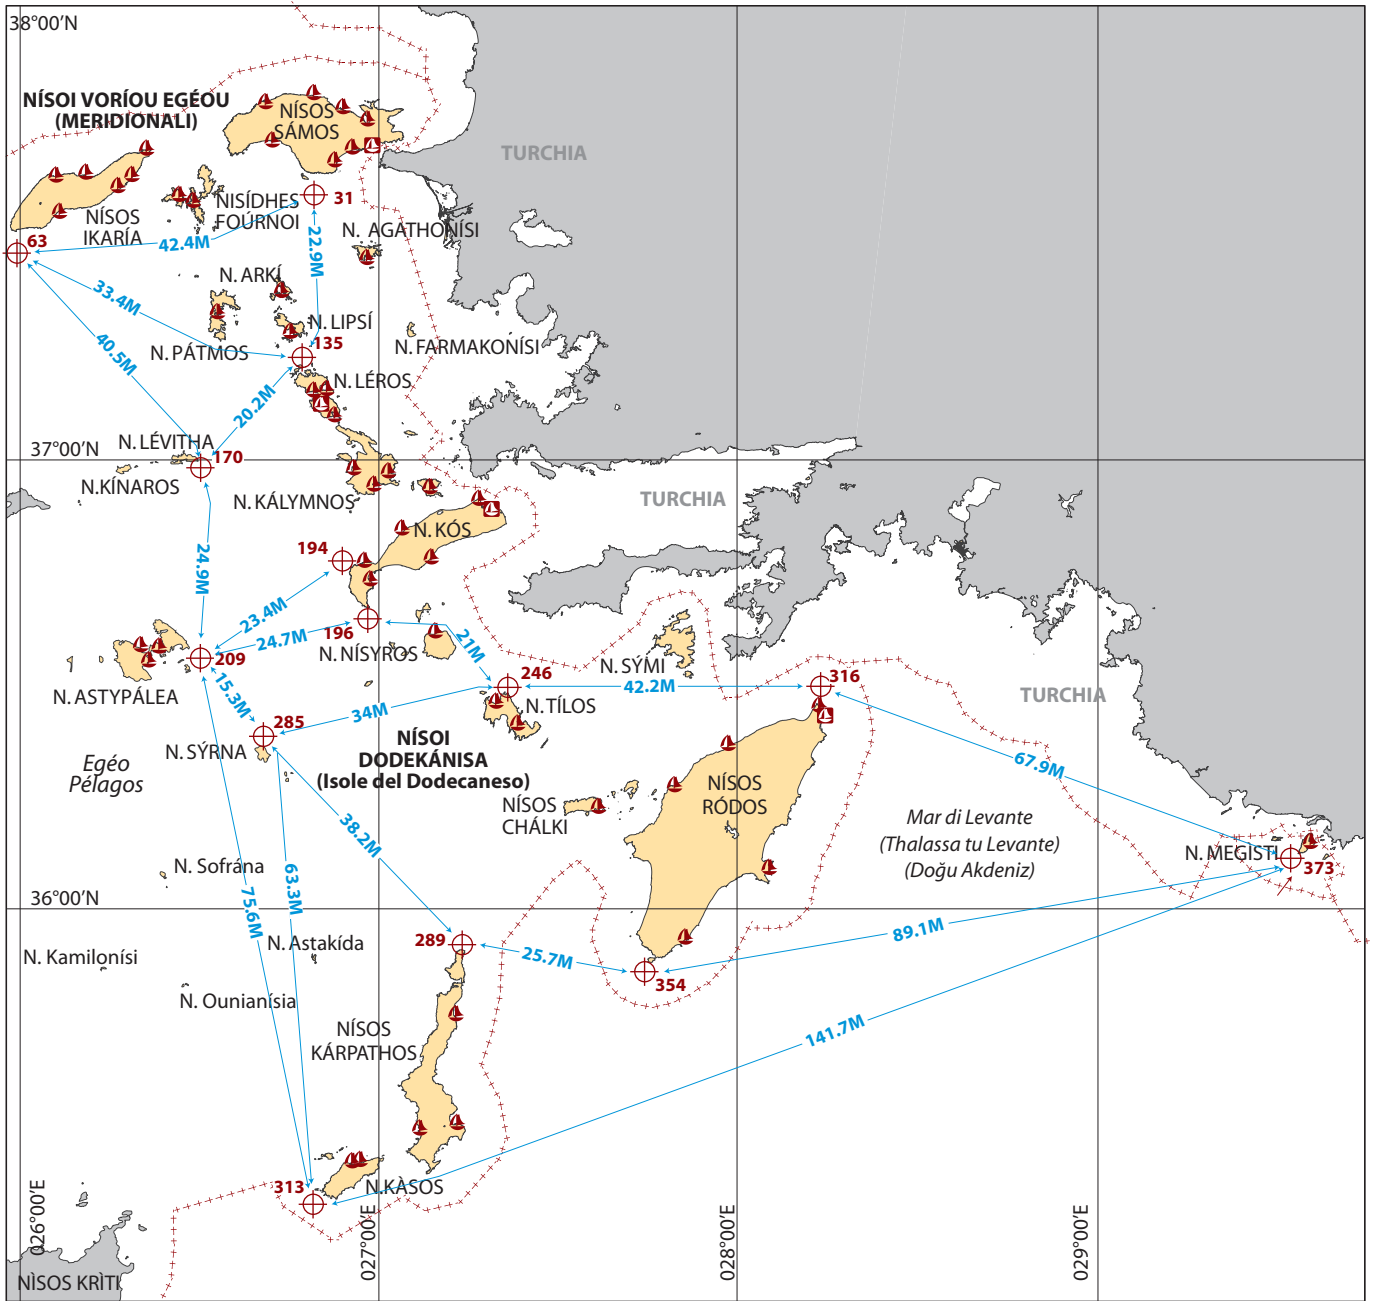 38°00’N
NÍSOI VORÍOU EGÉOU
(MERIDIONALI)
NÍSOS
SÁMOS
TURCHIA
NISÍDHES
FOÚRNOI
31
NÍSOS
IKARÍA
N. AGATHONÍSI
63
42.4M
22.9M
N. ARKÍ
33.4M
N. LIPSÍ
40.5M
N. PÁTMOS
135
N. FARMAKONÍSI
N. LÉROS
20.2M
N. LÉVITHA
37°00’N
170
N.KÍNAROS
N. KÁLYMNOS
TURCHIA
N. KÓS
194
24.9M
23.4M
196
24.7M
21M
N. NÍSYROS
209
N. SÝMI
246
316
42.2M
N. ASTYPÁLEA
15.3M
N. TÍLOS
TURCHIA
285
34M
N. SÝRNA
NÍSOI
DODEKÁNISA
(Isole del Dodecaneso)
Egéo
Pélagos
67.9M
NÍSOS
RÓDOS
NÍSOS
CHÁLKI
38.2M
Mar di Levante
(Thalassa tu Levante)
(Doğu Akdeniz)
N. MEGISTI
373
N. Sofrána
63.3M
75.6M
36°00’N
289
N. Astakída
25.7M
89.1M
N. Kamilonísi
354
N. Ounianísia
NÍSOS
KÁRPATHOS
141.7M
313
N.KÀSOS
026°00’E
027°00’E
028°00’E
029°00’E
NÌSOS KRÌTI